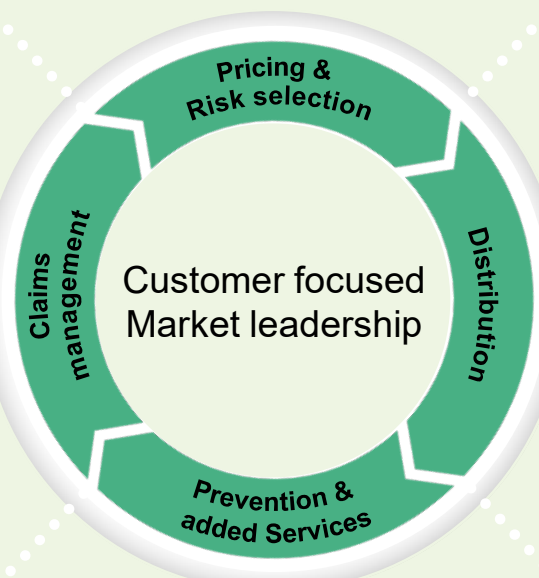 Pricing &
Risk selection
Distribution
Customer focused
Market leadership
Claims
management
Prevention &
added Services